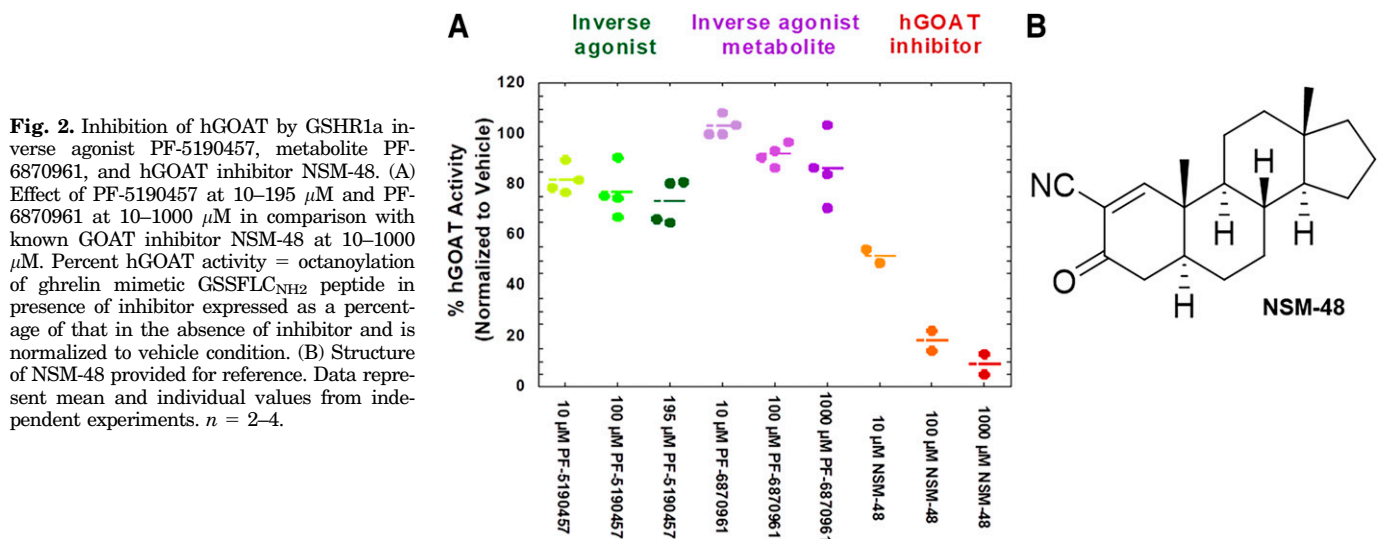 Fig. 2. Inhibition of hGOAT by GSHR1a in-
verse agonist PF-5190457, metabolite PF-
6870961, and hGOAT inhibitor NSM-48. (A)
Effect of PF-5190457 at 10–195 μM and PF-
6870961 at 10–1000 μM in comparison with
known GOAT inhibitor NSM-48 at 10–1000
μM. Percent hGOAT activity = octanoylation
of ghrelin mimetic GSSFLC_NH2 peptide in
presence of inhibitor expressed as a percent-
age of that in the absence of inhibitor and is
normalized to vehicle condition. (B) Structure
of NSM-48 provided for reference. Data repre-
sent mean and individual values from inde-
pendent experiments. n = 2–4.
A
Inverse
agonist
Inverse agonist
metabolite
hGOAT
inhibitor
% hGOAT Activity
(Normalized to Vehicle)
120
100
80
60
40
20
0
10 μM PF-5190457
100 μM PF-5190457
195 μM PF-5190457
10 μM PF-6870961
100 μM PF-6870961
1000 μM PF-6870961
10 μM NSM-48
100 μM NSM-48
1000 μM NSM-48
B
NC
O
H
H
H
H
NSM-48